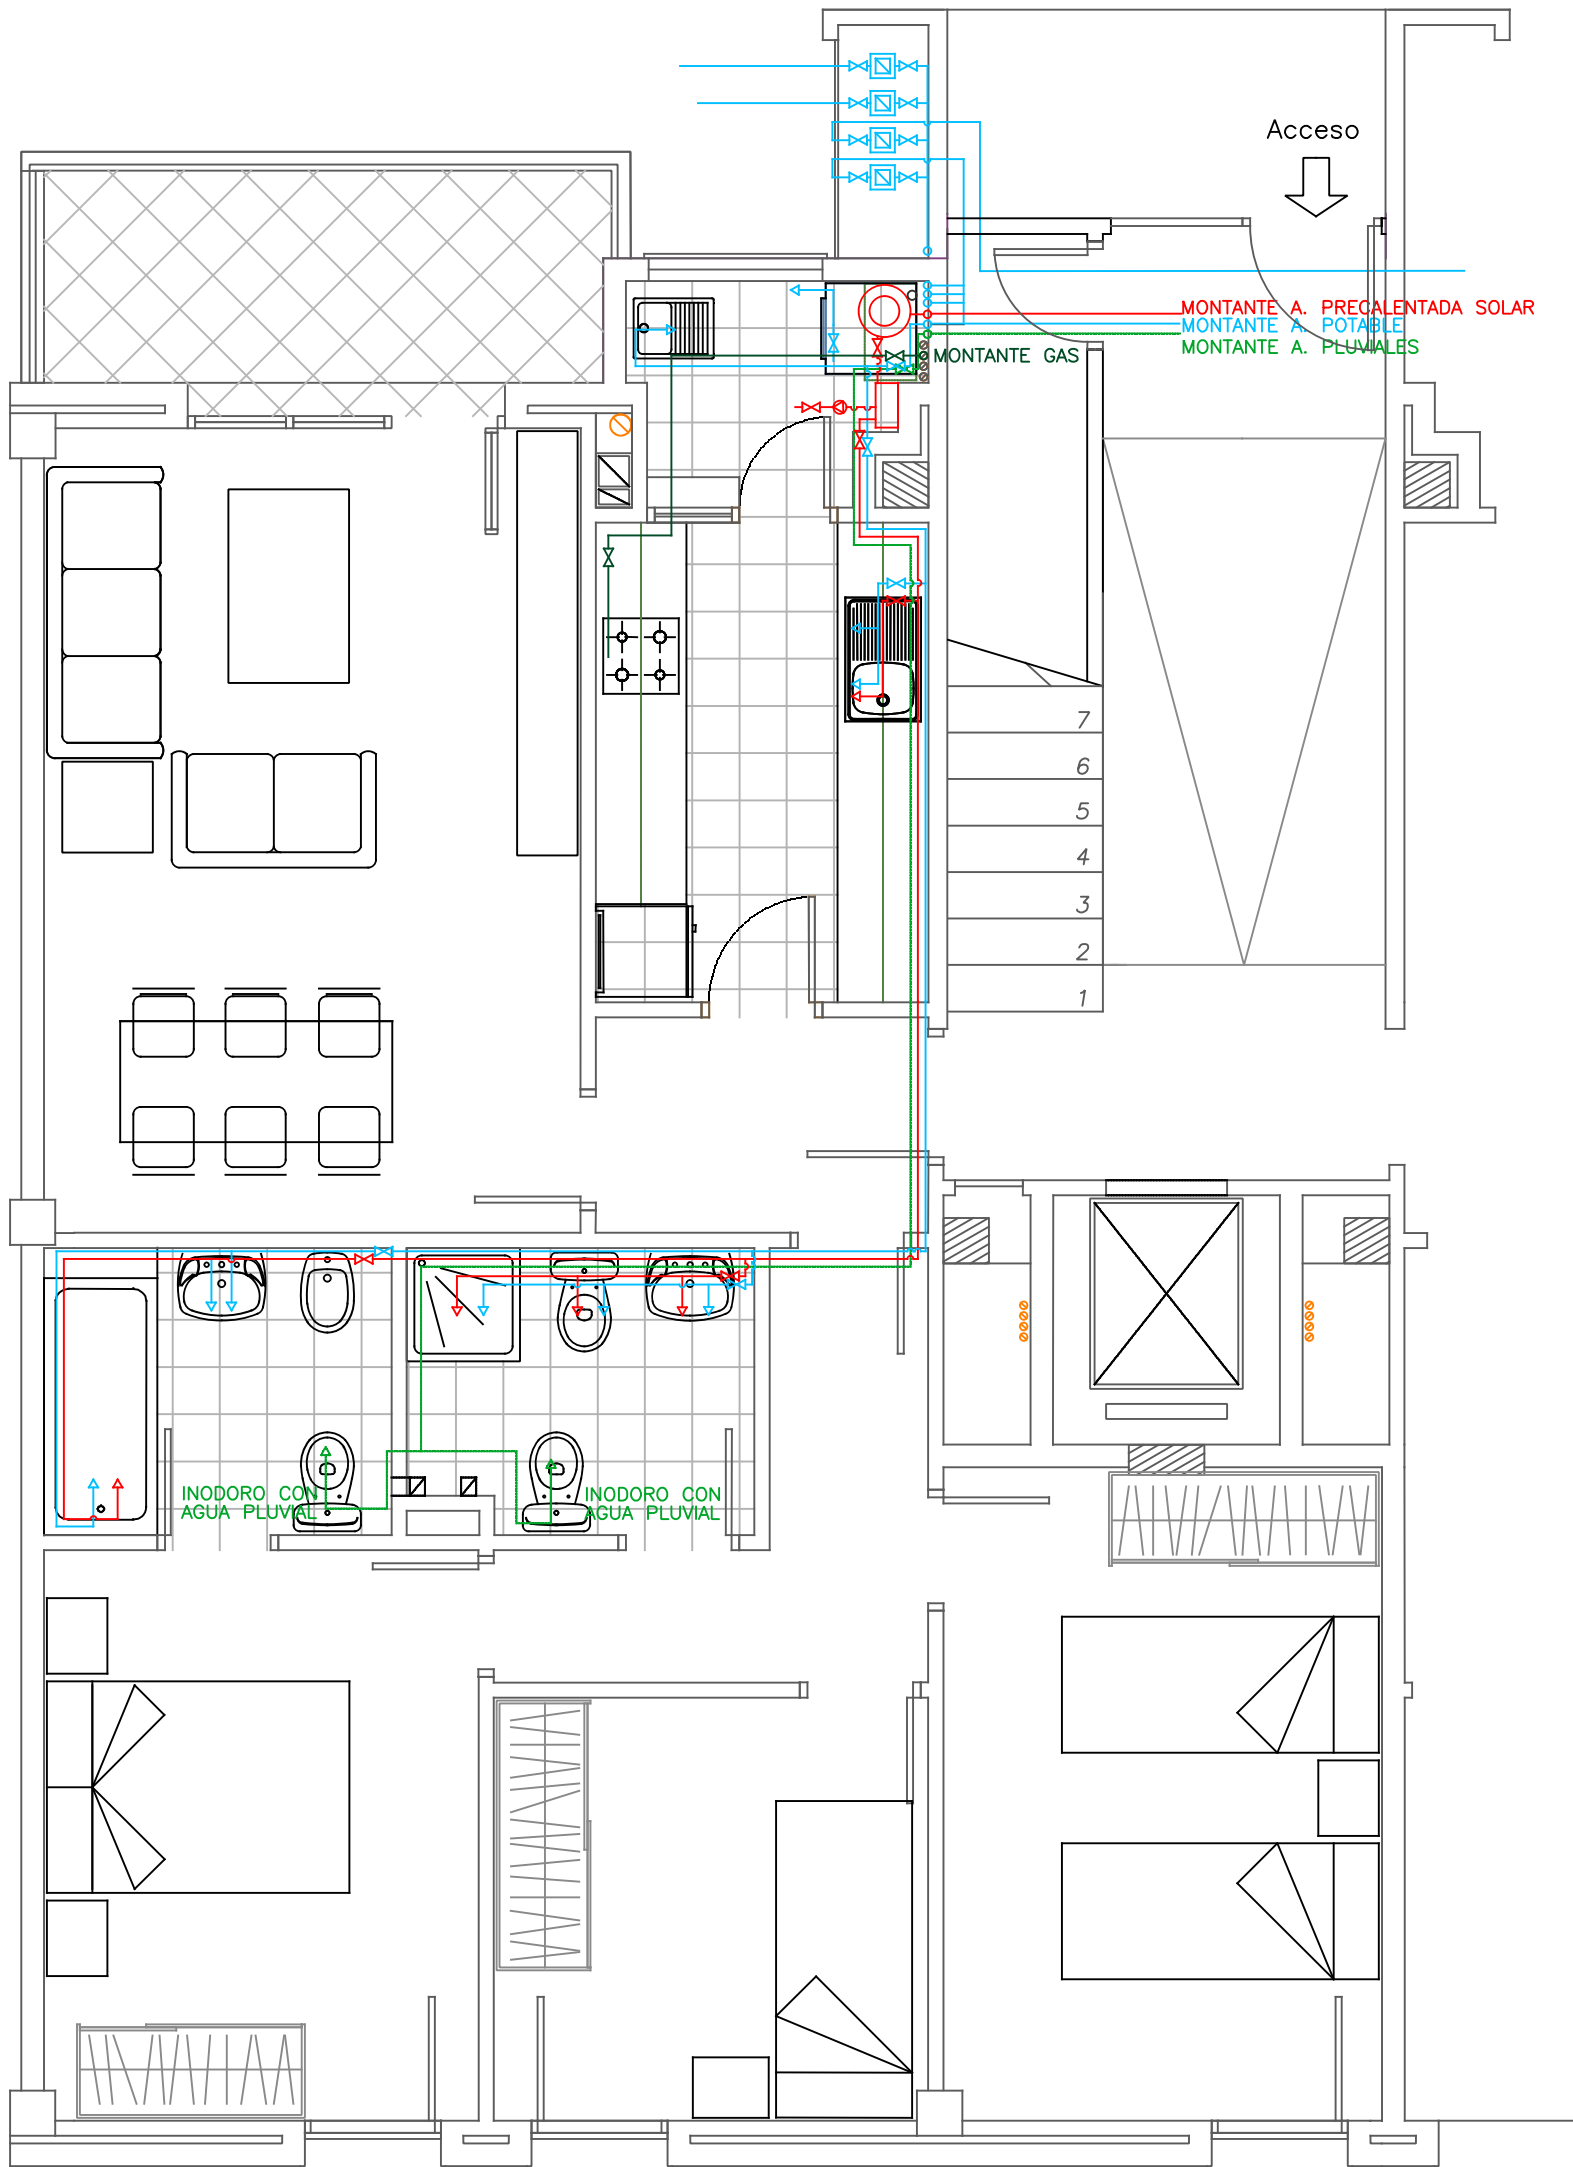 Acceso
MONTANTE A. PRECALENTADA SOLAR
MONTANTE A. POTABLE
MONTANTE A. PLUVIALES
MONTANTE GAS
7
6
5
4
3
2
1
INODORO CON
AGUA PLUVIAL
INODORO CON
AGUA PLUVIAL